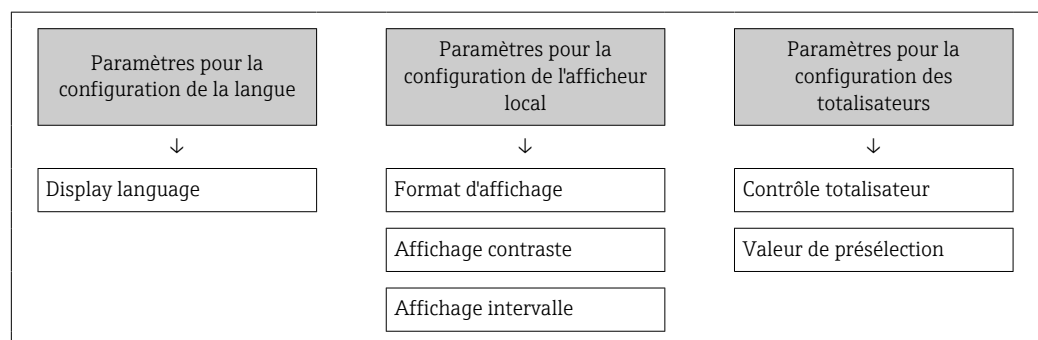 Paramètres pour la
configuration de la langue
Display language
Paramètres pour la
configuration de l'afficheur
local
Format d'affichage
Affichage contraste
Affichage intervalle
Paramètres pour la
configuration des
totalisateurs
Contrôle totalisateur
Valeur de présélection